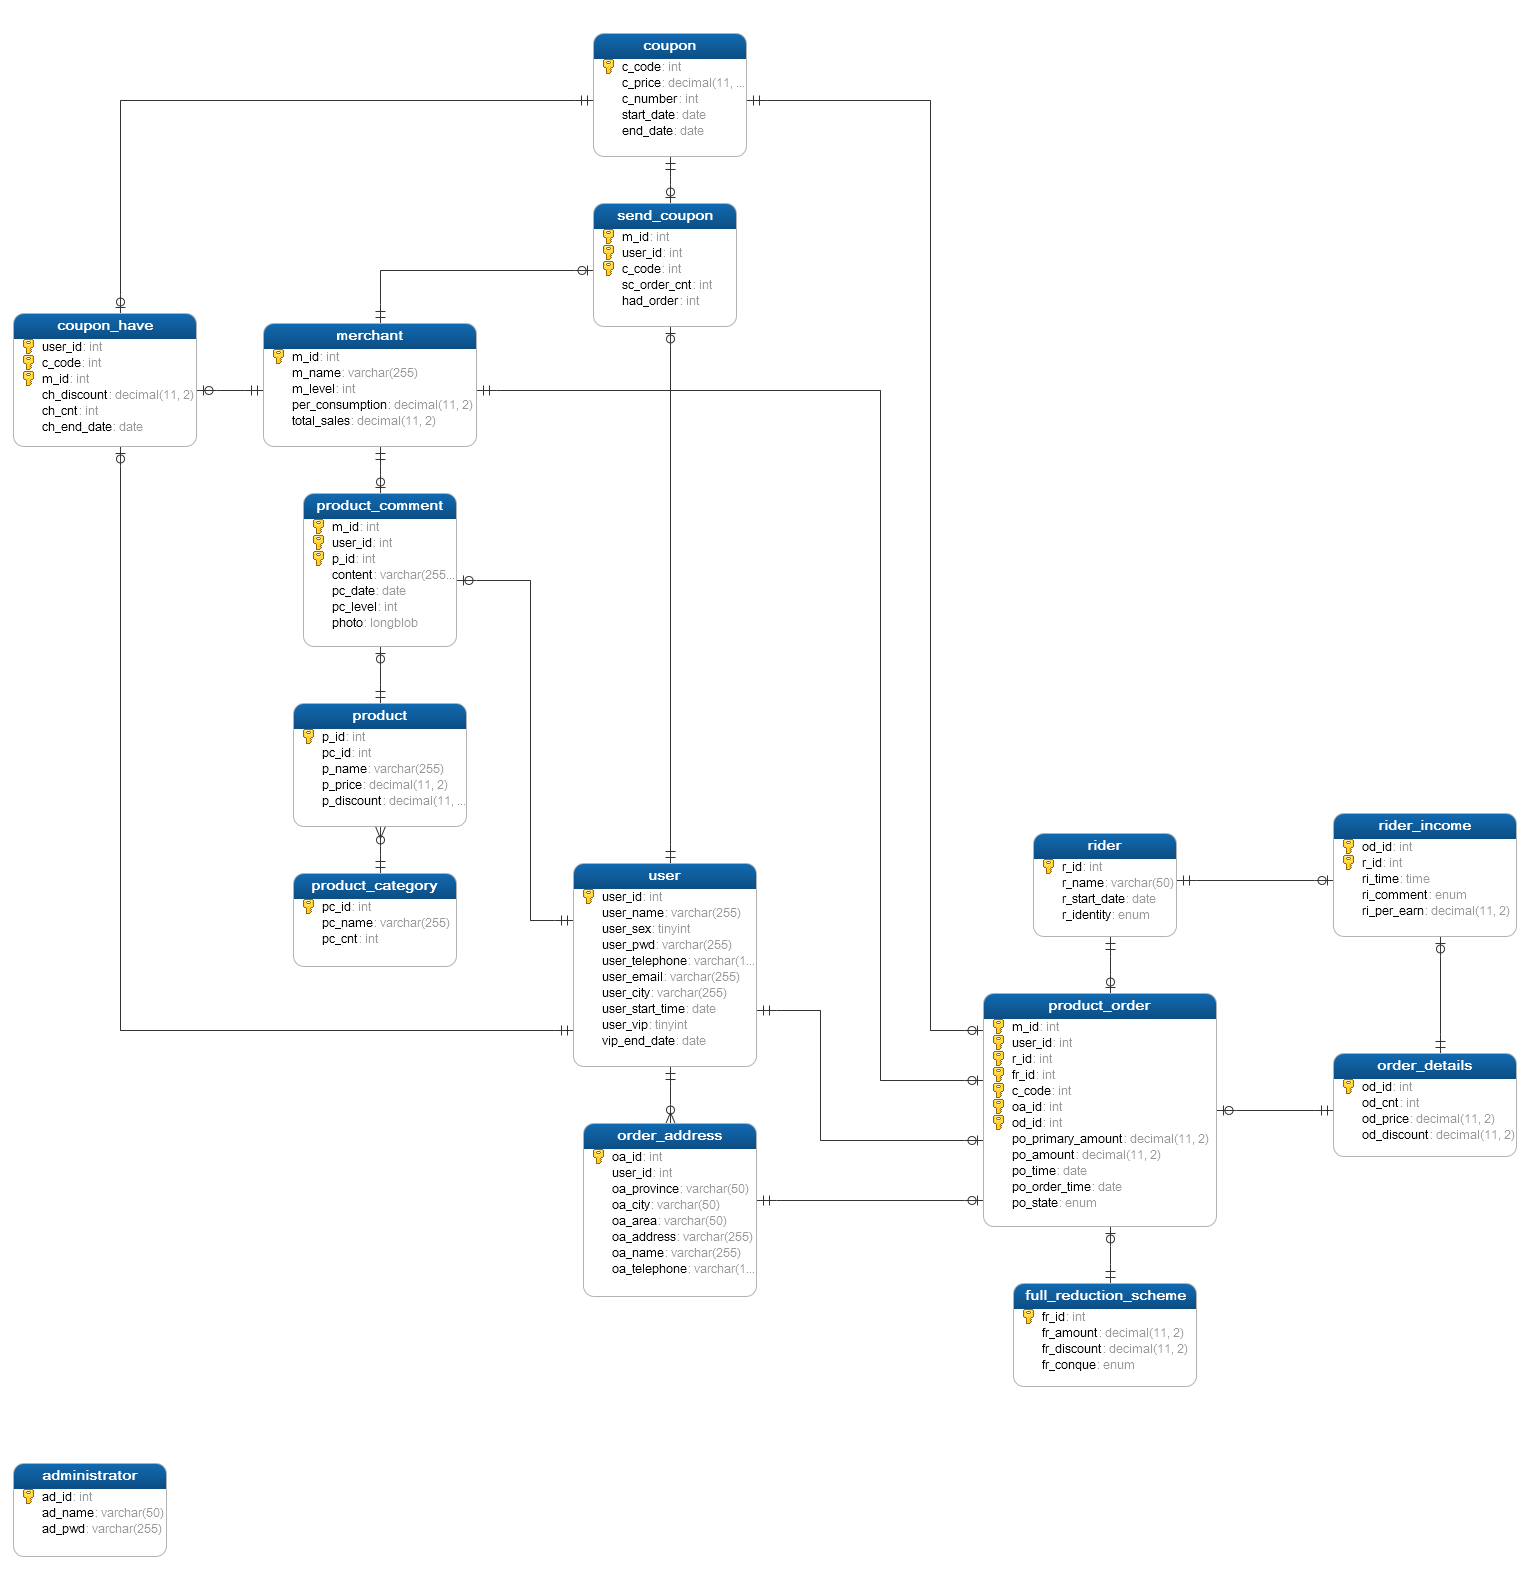 coupon
c_code: int
c_price: decimal(11, ...
c_number: int
start_date: date
end_date: date
send_coupon
m_id: int
user_id: int
c_code: int
sc_order_cnt: int
had_order: int
coupon_have
user_id: int
c_code: int
m_id: int
ch_discount: decimal(11, 2)
ch_cnt: int
ch_end_date: date
merchant
m_id: int
m_name: varchar(255)
m_level: int
per_consumption: decimal(11, 2)
total_sales: decimal(11, 2)
product_comment
m_id: int
user_id: int
p_id: int
content: varchar(255...
pc_date: date
pc_level: int
photo: longblob
product
p_id: int
pc_id: int
p_name: varchar(255)
p_price: decimal(11, 2)
p_discount: decimal(11, ...
product_category
pc_id: int
pc_name: varchar(255)
pc_cnt: int
user
user_id: int
user_name: varchar(255)
user_sex: tinyint
user_pwd: varchar(255)
user_telephone: varchar(1...
user_email: varchar(255)
user_city: varchar(255)
user_start_time: date
user_vip: tinyint
vip_end_date: date
rider
r_id: int
r_name: varchar(50)
r_start_date: date
r_identity: enum
rider_income
od_id: int
r_id: int
ri_time: time
ri_comment: enum
ri_per_earn: decimal(11, 2)
product_order
m_id: int
user_id: int
r_id: int
fr_id: int
c_code: int
oa_id: int
od_id: int
po_primary_amount: decimal(11, 2)
po_amount: decimal(11, 2)
po_time: date
po_order_time: date
po_state: enum
order_details
od_id: int
od_cnt: int
od_price: decimal(11, 2)
od_discount: decimal(11, 2)
order_address
oa_id: int
user_id: int
oa_province: varchar(50)
oa_city: varchar(50)
oa_area: varchar(50)
oa_address: varchar(255)
oa_name: varchar(255)
oa_telephone: varchar(1...
full_reduction_scheme
fr_id: int
fr_amount: decimal(11, 2)
fr_discount: decimal(11, 2)
fr_conque: enum
administrator
ad_id: int
ad_name: varchar(50)
ad_pwd: varchar(255)